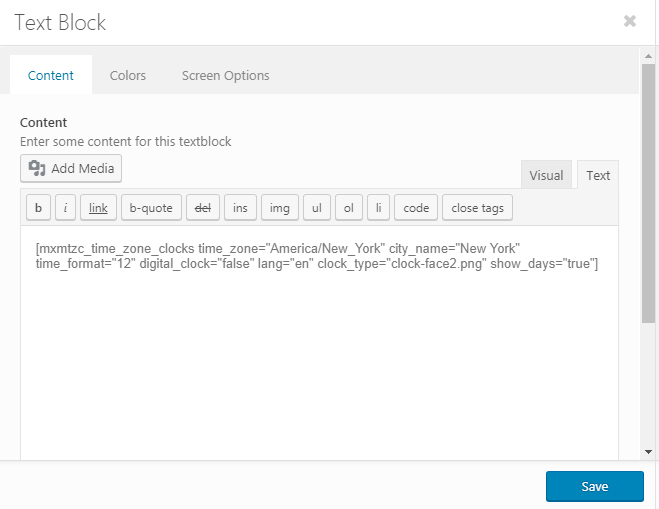 Text Block
Content Colors Screen Options
Content
Enter some content for this textblock
Add Media
Visual Text
b i link b-quote del ins img ul ol li code close tags
[mxmtzc_time_zone_clocks time_zone="America/New_York" city_name="New York"
time_format="12" digital_clock="false" lang="en" clock_type="clock-face2.png" show_days="true"]
Save